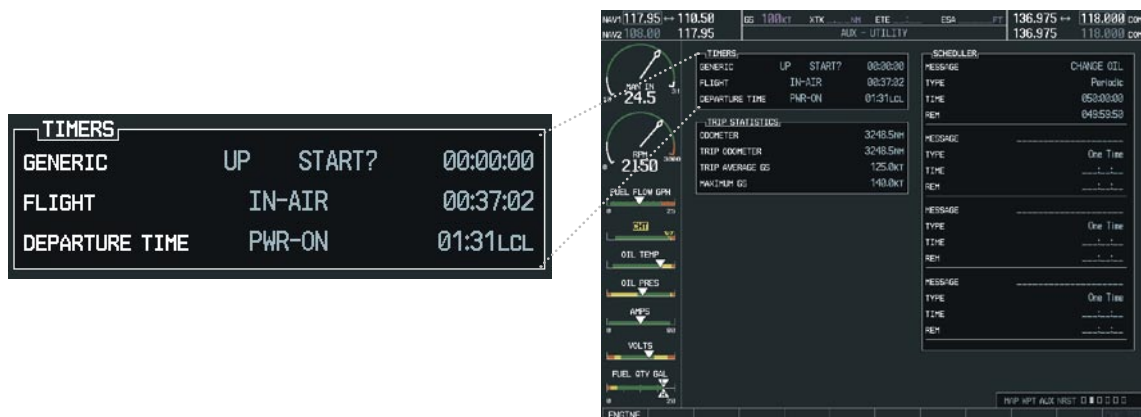 TIMERS
GENERIC UP START? 00:00:00
FLIGHT IN-AIR 00:37:02
DEPARTURE TIME PWR-ON 01:31LCL
NAV1 117.95 ↔ 110.50
NAV2 108.00 117.95
GS 100KT XTK NM ETE ESA FT
AUX – UTILITY
136.975 ↔ 118.000 COM
136.975 118.000 COM
MAN IN
24.5
RPM
2150
FUEL FLOW GPH
0 25
CHT
OIL TEMP
OIL PRES
AMPS
0
VOLTS
FUEL QTY GAL
0 20
ENGINE
TIMERS
GENERIC UP START? 00:00:00
FLIGHT IN-AIR 00:37:02
DEPARTURE TIME PWR-ON 01:31LCL
TRIP STATISTICS
ODOMETER 3248.5NM
TRIP ODOMETER 3248.5NM
TRIP AVERAGE GS 125.0KT
MAXIMUM GS 140.0KT
SCHEDULER
MESSAGE CHANGE OIL
TYPE Periodic
TIME 050:00:00
REM 049:59:50
MESSAGE
TYPE One Time
TIME
REM
MESSAGE
TYPE One Time
TIME
REM
MESSAGE
TYPE One Time
TIME
REM
MAP WPT AUX NRST